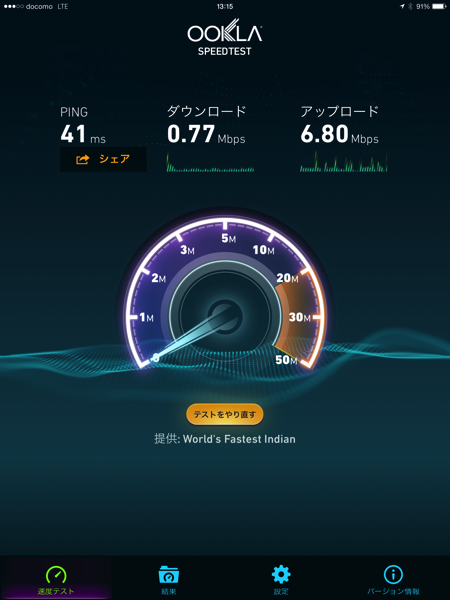 docomo LTE 13:15 91%
OOKLA
SPEEDTEST
PING ダウンロード アップロード
41 ms 0.77 Mbps 6.80 Mbps
シェア
5M
3M 10M
2M 20M
1M 30M
0 50M
テストをやり直す
提供: World's Fastest Indian
速度テスト 結果 設定 バージョン情報